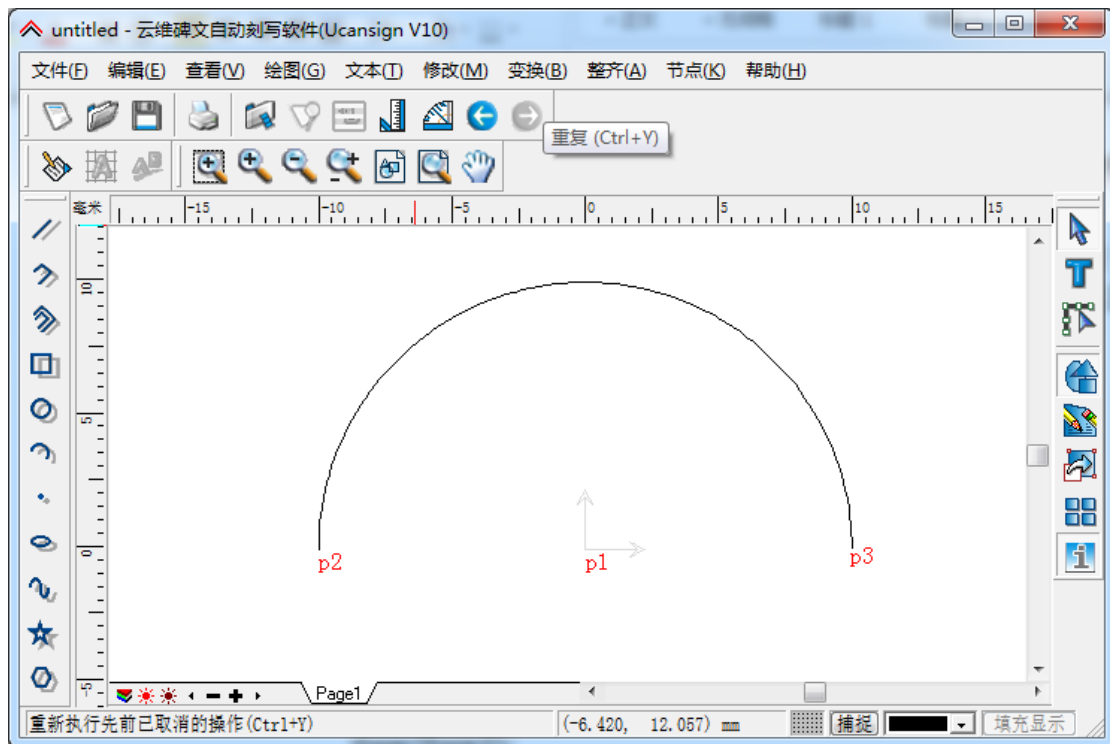 untitled - 云维碑文自动刻写软件(Ucansign V10)
文件(F) 编辑(E) 查看(V) 绘图(G) 文本(T) 修改(M) 变换(B) 整齐(A) 节点(K) 帮助(H)
重复 (Ctrl+Y)
毫米 -15 -10 -5 0 5 10 15
10
5
0
-5
p2 p1 p3
Page1
重新执行先前已取消的操作(Ctrl+Y) (-6.420, 12.057) mm 捕捉 填充显示